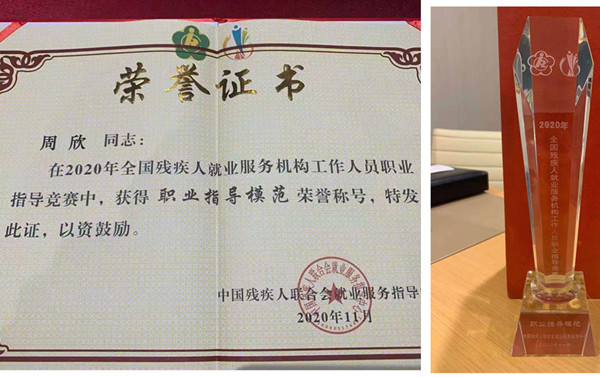 荣誉证书
周欣 同志：
在2020年全国残疾人就业服务机构工作人员职业
指导竞赛中，获得 职业指导模范 荣誉称号，特发
此证，以资鼓励。
中国残疾人联合会就业服务指导
2020年11月
2020年
全国残疾人就业服务机构工作人员职业指导竞
职业指导模范